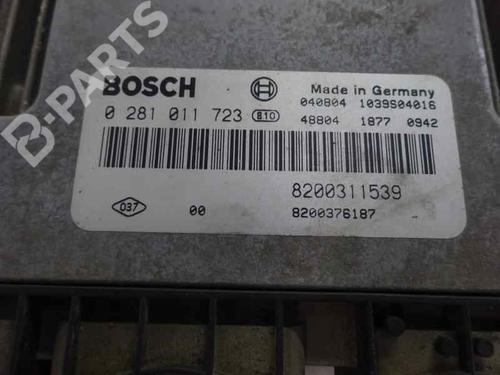 B-PARTS
BOSCH
Made in Germany
040804 1039S04016
0 281 011 723 810
48804 1877 0942
8200311539
037 00 8200376187